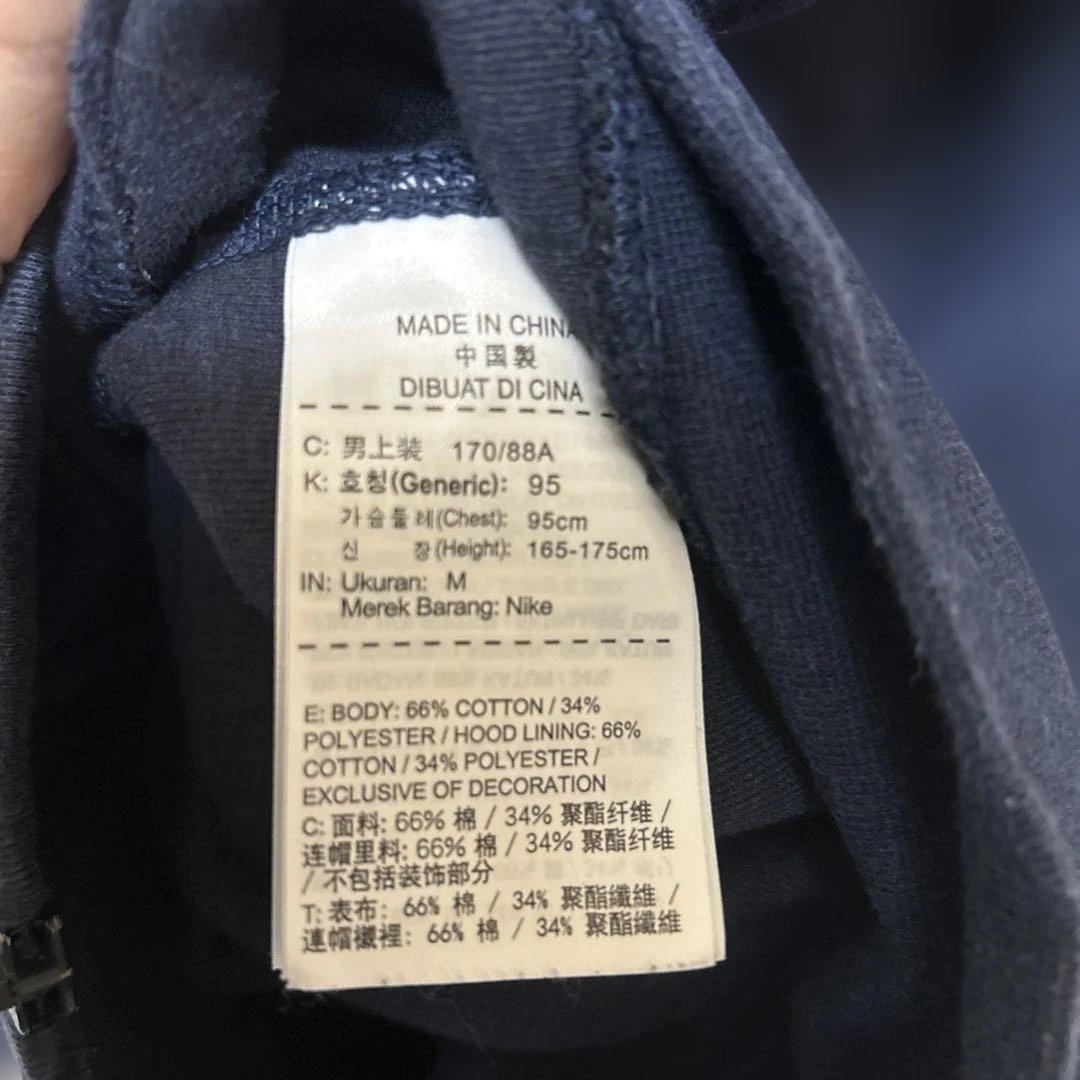 MADE IN CHINA
中国製
DIBUAT DI CINA
C: 男上装 170/88A
K: 호칭(Generic): 95
가슴둘레(Chest): 95cm
신 장(Height): 165-175cm
IN: Ukuran: M
Merek Barang: Nike
E: BODY: 66% COTTON / 34%
POLYESTER / HOOD LINING: 66%
COTTON / 34% POLYESTER /
EXCLUSIVE OF DECORATION
C: 面料: 66% 棉 / 34% 聚酯纤维 /
连帽里料: 66% 棉 / 34% 聚酯纤维
/ 不包括装饰部分
T: 表布: 66% 棉 / 34% 聚酯纖維 /
連帽襯裡: 66% 棉 / 34% 聚酯纖維